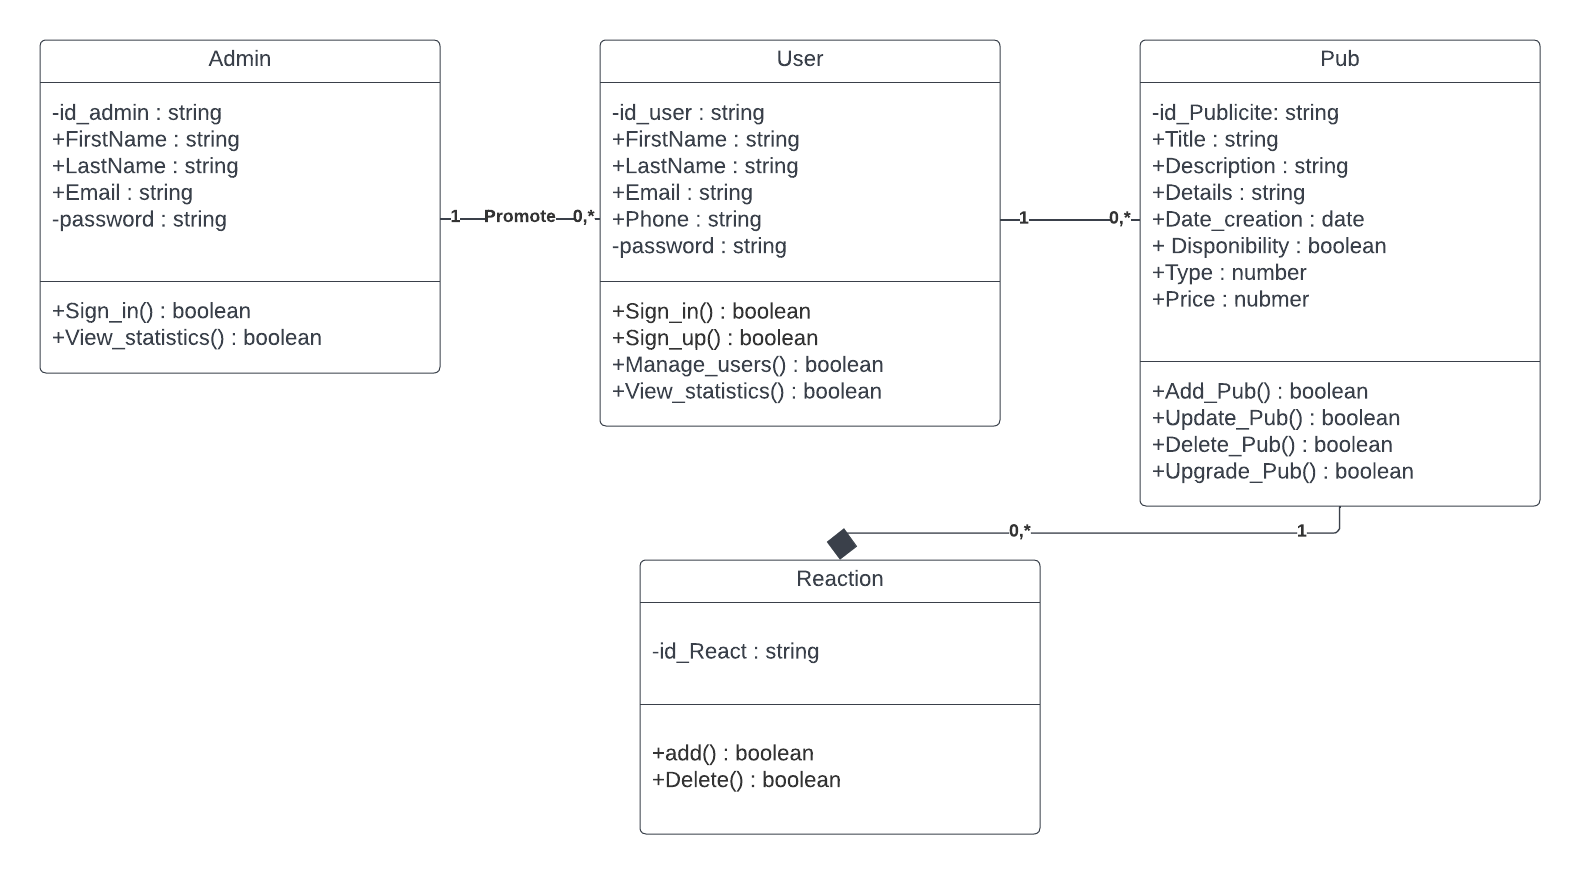 Admin
-id_admin : string
+FirstName : string
+LastName : string
+Email : string
-password : string
+Sign_in() : boolean
+View_statistics() : boolean
1
Promote
0,*
User
-id_user : string
+FirstName : string
+LastName : string
+Email : string
+Phone : string
-password : string
+Sign_in() : boolean
+Sign_up() : boolean
+Manage_users() : boolean
+View_statistics() : boolean
1
0,*
Pub
-id_Publicite: string
+Title : string
+Description : string
+Details : string
+Date_creation : date
+ Disponibility : boolean
+Type : number
+Price : nubmer
+Add_Pub() : boolean
+Update_Pub() : boolean
+Delete_Pub() : boolean
+Upgrade_Pub() : boolean
0,*
1
Reaction
-id_React : string
+add() : boolean
+Delete() : boolean